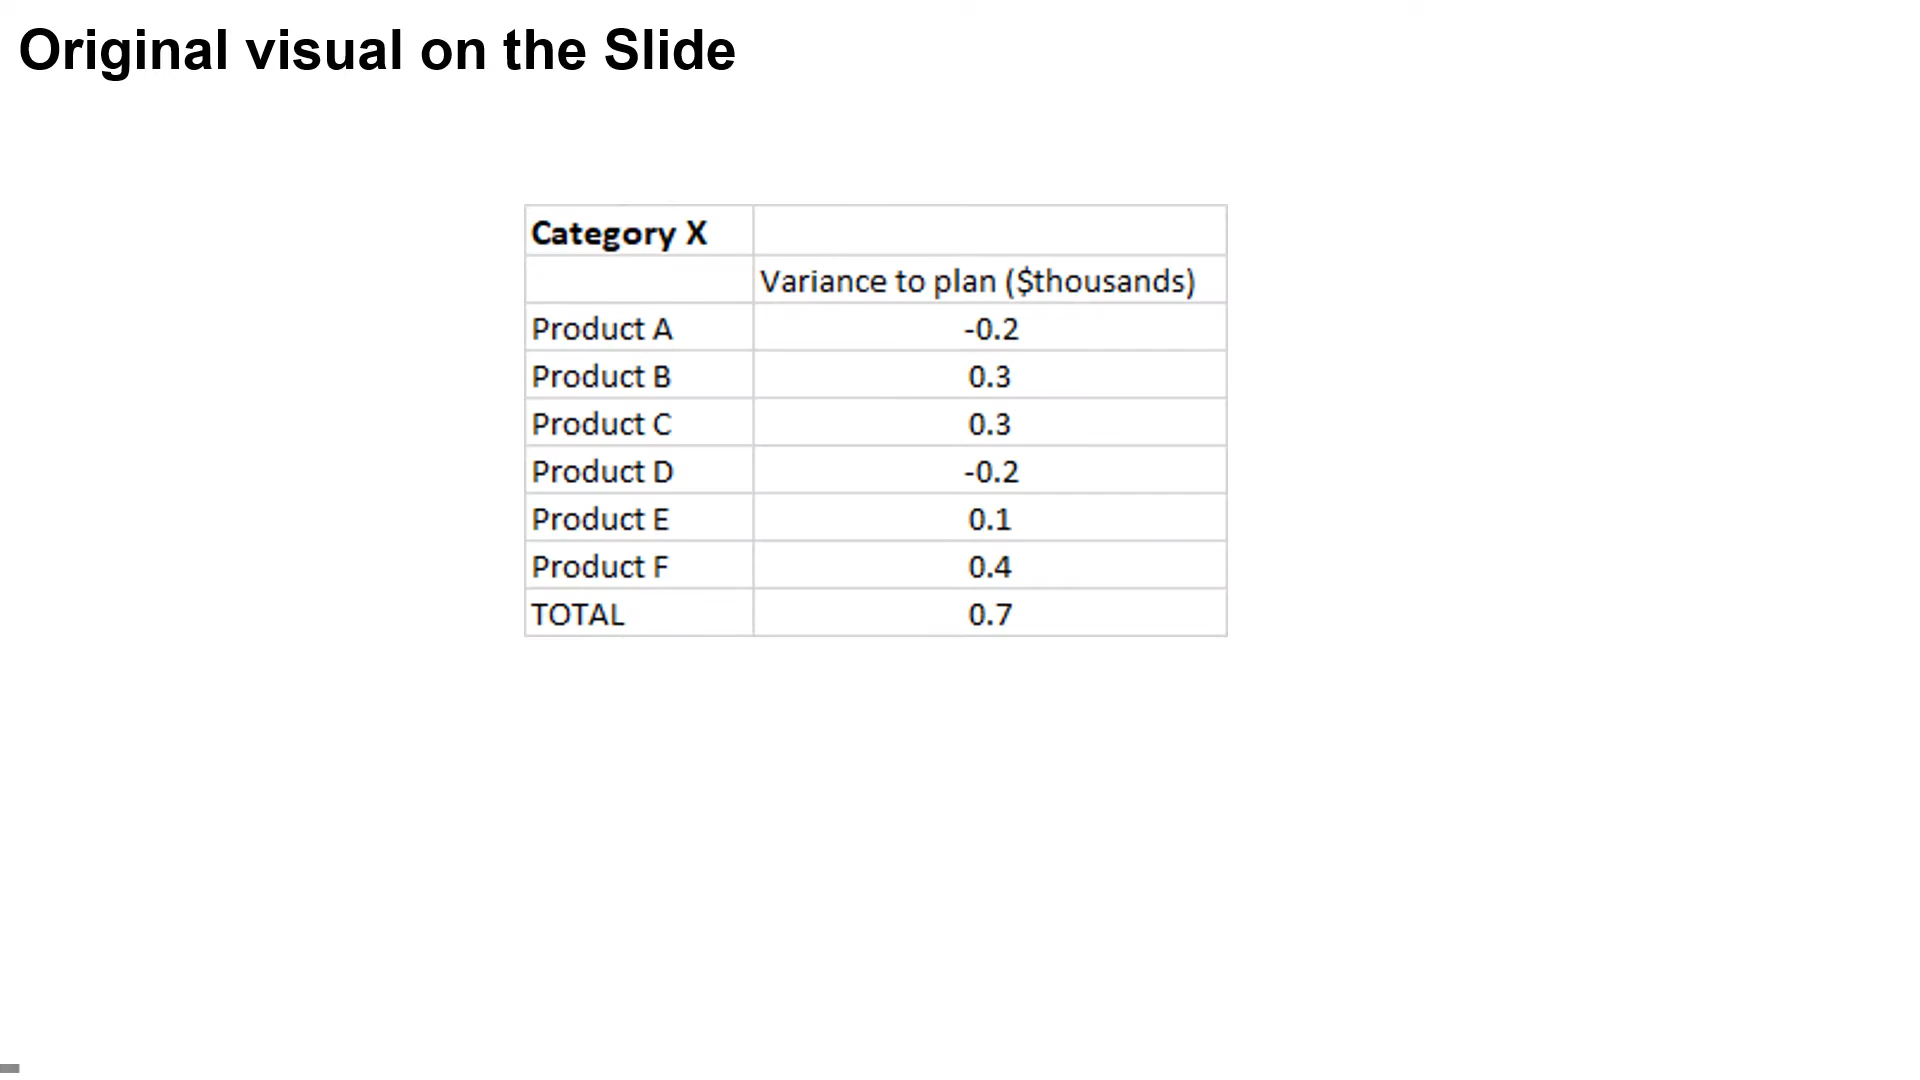 Original visual on the Slide
Category X
Variance to plan ($thousands)
Product A -0.2
Product B 0.3
Product C 0.3
Product D -0.2
Product E 0.1
Product F 0.4
TOTAL 0.7